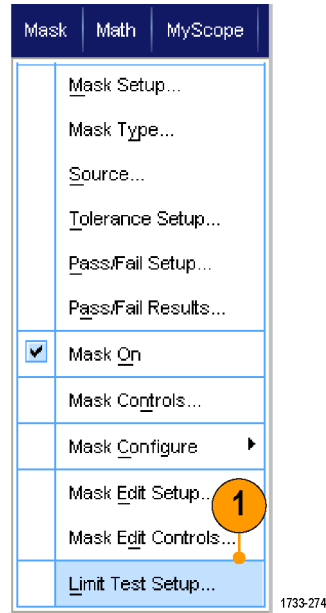 Mask Math MyScope
Mask Setup...
Mask Type...
Source...
Tolerance Setup...
Pass/Fail Setup...
Pass/Fail Results...
Mask On
Mask Controls...
Mask Configure
Mask Edit Setup...
1
Mask Edit Controls...
Limit Test Setup...
1733-274